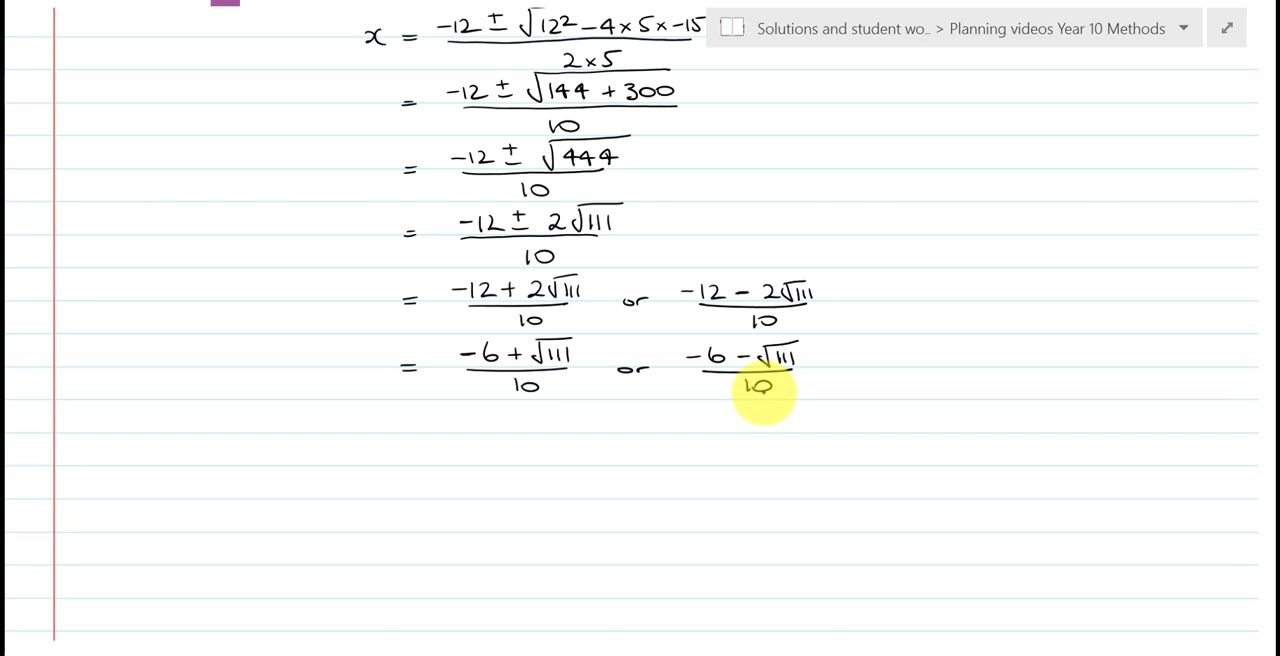 Solutions and student wo.. > Planning videos Year 10 Methods
x = (-12 ± √(12² - 4 × 5 × -15)) / (2 × 5)
= (-12 ± √(144 + 300)) / 10
= (-12 ± √444) / 10
= (-12 ± 2√111) / 10
= (-12 + 2√111) / 10 or (-12 - 2√111) / 10
= (-6 + √111) / 10 or (-6 - √111) / 10